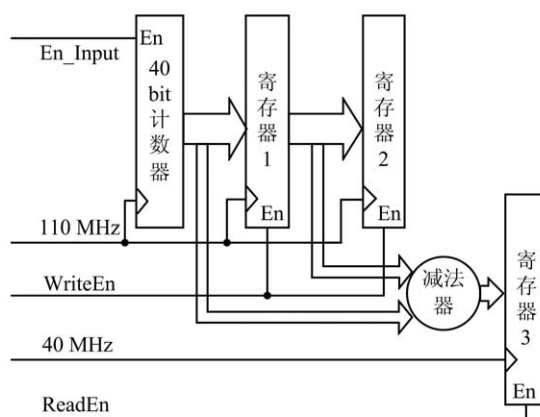 En_Input
En
40
bit
计
数
器
寄
存
器
1
En
寄
存
器
2
En
110 MHz
WriteEn
减法
器
寄
存
器
3
En
40 MHz
ReadEn